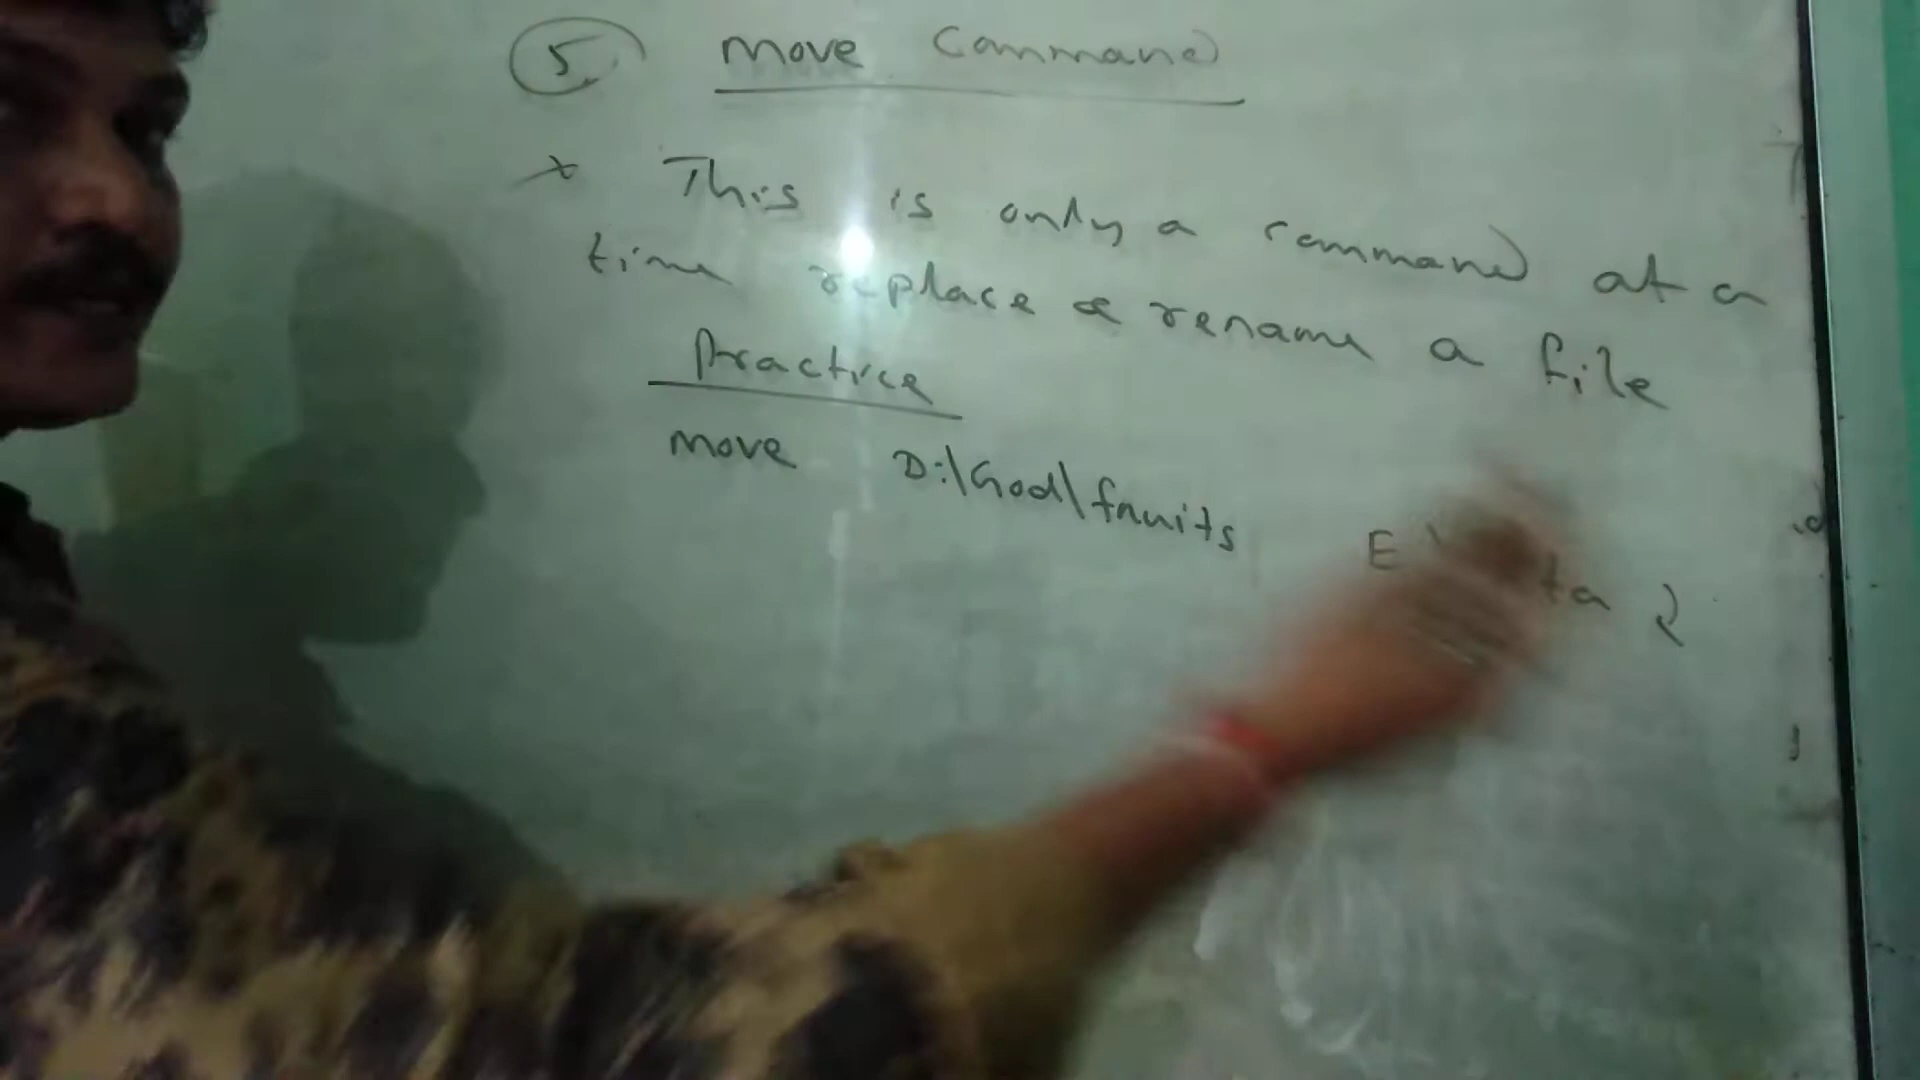 5. Move Command
* This is only a command at a
time replace & rename a file
Practice
move D:\God\fruits E